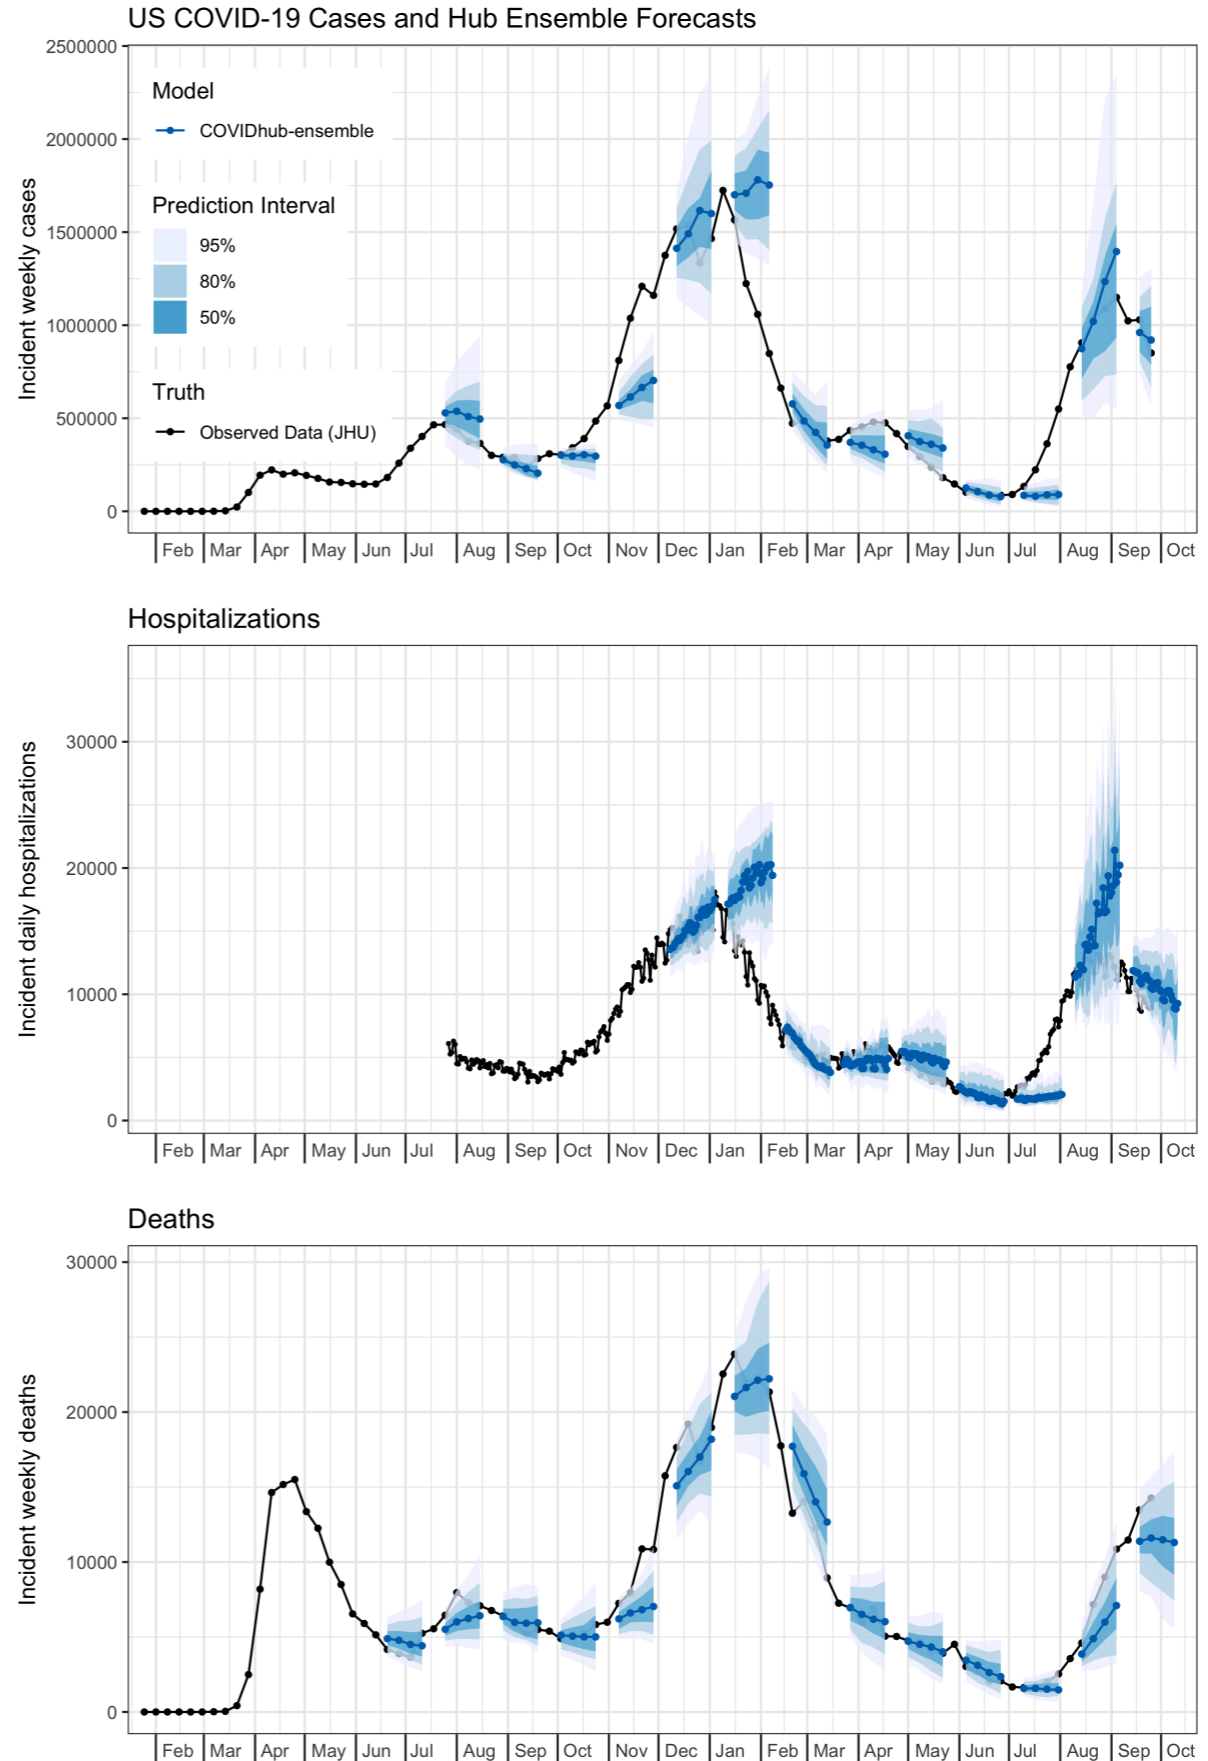 US COVID-19 Cases and Hub Ensemble Forecasts
Incident weekly cases
2500000
2000000
1500000
1000000
500000
0
Model
COVIDhub-ensemble
Prediction Interval
95%
80%
50%
Truth
Observed Data (JHU)
Feb Mar Apr May Jun Jul Aug Sep Oct Nov Dec Jan Feb Mar Apr May Jun Jul Aug Sep Oct
Hospitalizations
Incident daily hospitalizations
30000
20000
10000
0
Feb Mar Apr May Jun Jul Aug Sep Oct Nov Dec Jan Feb Mar Apr May Jun Jul Aug Sep Oct
Deaths
Incident weekly deaths
30000
20000
10000
0
Feb Mar Apr May Jun Jul Aug Sep Oct Nov Dec Jan Feb Mar Apr May Jun Jul Aug Sep Oct